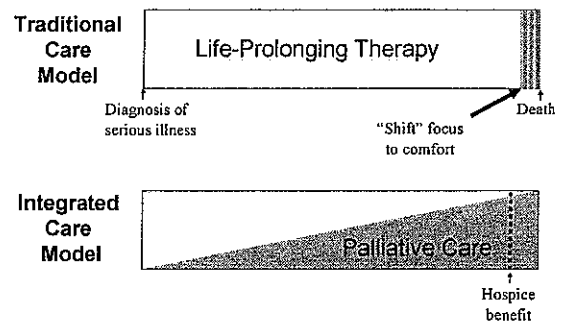 Traditional
Care
Model
Life-Prolonging Therapy
Diagnosis of
serious illness
"Shift" focus
to comfort
Death
Integrated
Care
Model
Palliative Care
Hospice
benefit